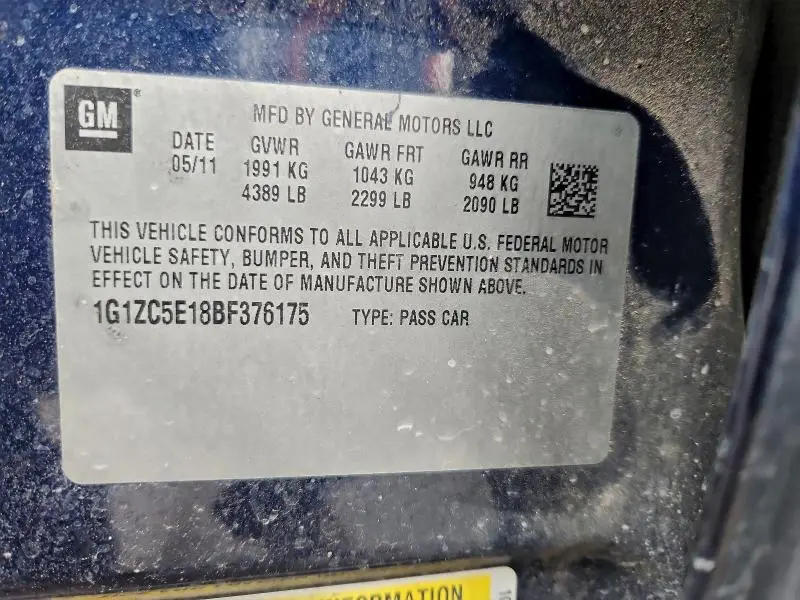 GM®
MFD BY GENERAL MOTORS LLC
DATE GVWR GAWR FRT GAWR RR
05/11 1991 KG 1043 KG 948 KG
4389 LB 2299 LB 2090 LB
THIS VEHICLE CONFORMS TO ALL APPLICABLE U.S. FEDERAL MOTOR
VEHICLE SAFETY, BUMPER, AND THEFT PREVENTION STANDARDS IN
EFFECT ON THE DATE OF MANUFACTURE SHOWN ABOVE.
1G1ZC5E18BF376175 TYPE: PASS CAR
INFORMATION